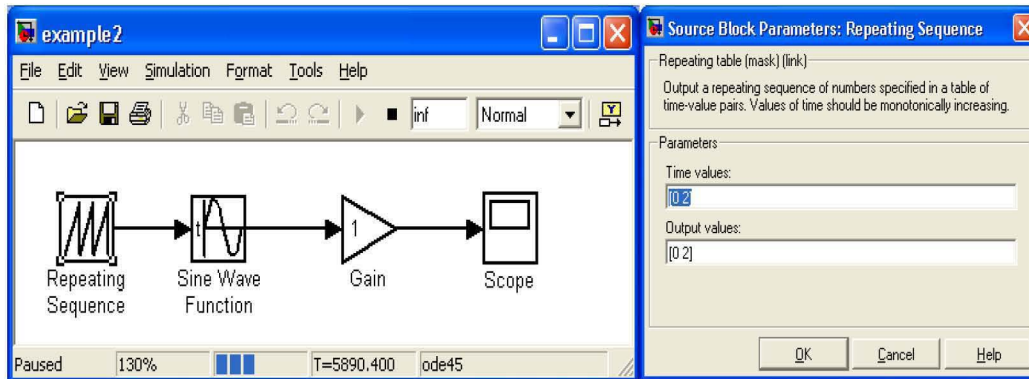 example2
File Edit View Simulation Format Tools Help
inf Normal
t
1
Repeating Sequence
Sine Wave Function
Gain
Scope
Paused 130% T=5890.400 ode45
Source Block Parameters: Repeating Sequence
Repeating table (mask) (link)
Output a repeating sequence of numbers specified in a table of
time-value pairs. Values of time should be monotonically increasing.
Parameters
Time values:
[0 2]
Output values:
[0 2]
OK Cancel Help